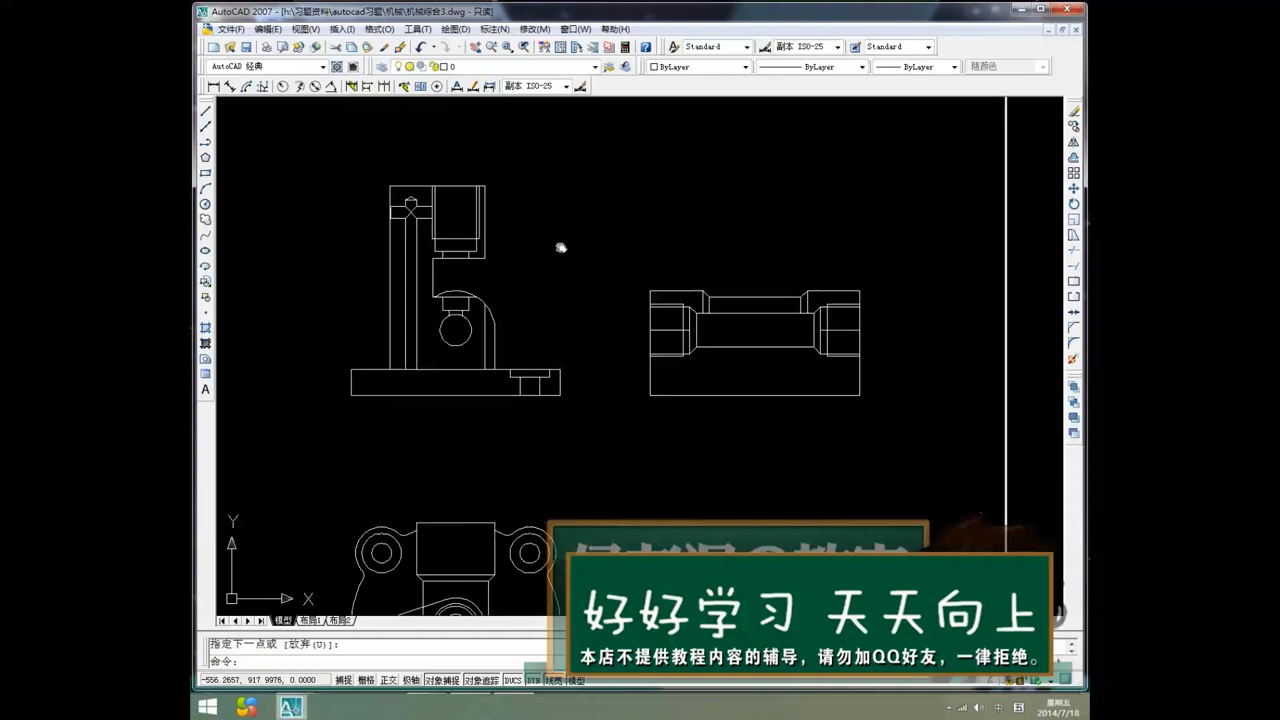 AutoCAD 2007 - [h:\习题资料\autocad习题\机械\机械综合3.dwg - 只读]
文件(F) 编辑(E) 视图(V) 插入(I) 格式(O) 工具(T) 绘图(D) 标注(N) 修改(M) 窗口(W) 帮助(H)
Standard 副本 ISO-25 Standard
AutoCAD 经典 0 ByLayer ByLayer ByLayer 随颜色
副本 ISO-25
A
Y
X
模型 布局1 布局2
好好学习 天天向上
本店不提供教程内容的辅导,请勿加QQ好友,一律拒绝。
指定下一点或 [放弃(U)]:
命令:
-556.2657, 917.9976, 0.0000 捕捉 栅格 正交 极轴 对象捕捉 对象追踪 DUCS DYN 线宽 模型
中 五 星期五
2014/7/18